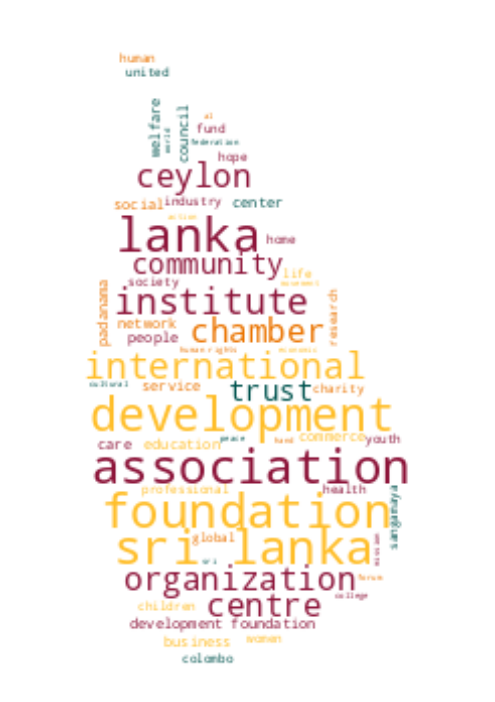 human
united
welfare
world
council
al
fund
federation
hope
ceylon
social industry center
action
lanka home
community
life
society movement
padanama
institute
research
network chamber
people
human rights economic
international
cultural service trust charity
development
care education peace hand commerce youth
association
professional health
foundation
sangamaya
global
sri lanka
mission
srl
organization forum
college
children centre
development foundation
business women
colombo